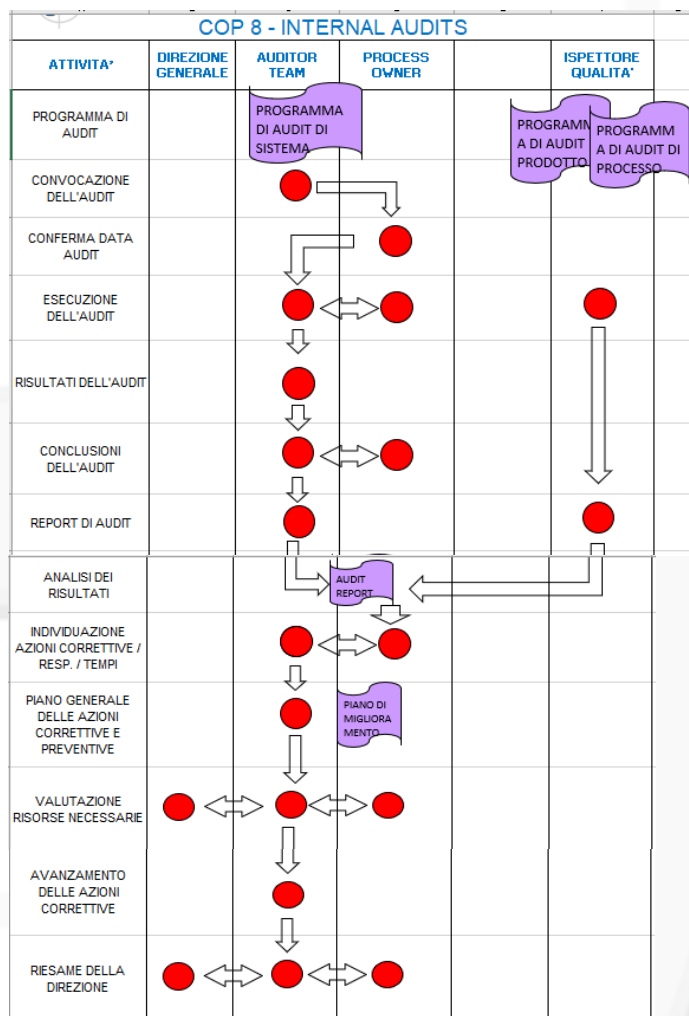 COP 8 - INTERNAL AUDITS
ATTIVITA'
DIREZIONE
GENERALE
AUDITOR
TEAM
PROCESS
OWNER
ISPETTORE
QUALITA'
PROGRAMMA DI
AUDIT
PROGRAMMA
DI AUDIT DI
SISTEMA
PROGRAMM
A DI AUDIT
PRODOTTO
PROGRAMM
A DI AUDIT DI
PROCESSO
CONVOCAZIONE
DELL'AUDIT
CONFERMA DATA
AUDIT
ESECUZIONE
DELL'AUDIT
RISULTATI DELL'AUDIT
CONCLUSIONI
DELL'AUDIT
REPORT DI AUDIT
ANALISI DEI
RISULTATI
AUDIT
REPORT
INDIVIDUAZIONE
AZIONI CORRETTIVE /
RESP. / TEMPI
PIANO GENERALE
DELLE AZIONI
CORRETTIVE E
PREVENTIVE
PIANO DI
MIGLIORA
MENTO
VALUTAZIONE
RISORSE NECESSARIE
AVANZAMENTO
DELLE AZIONI
CORRETTIVE
RIESAME DELLA
DIREZIONE